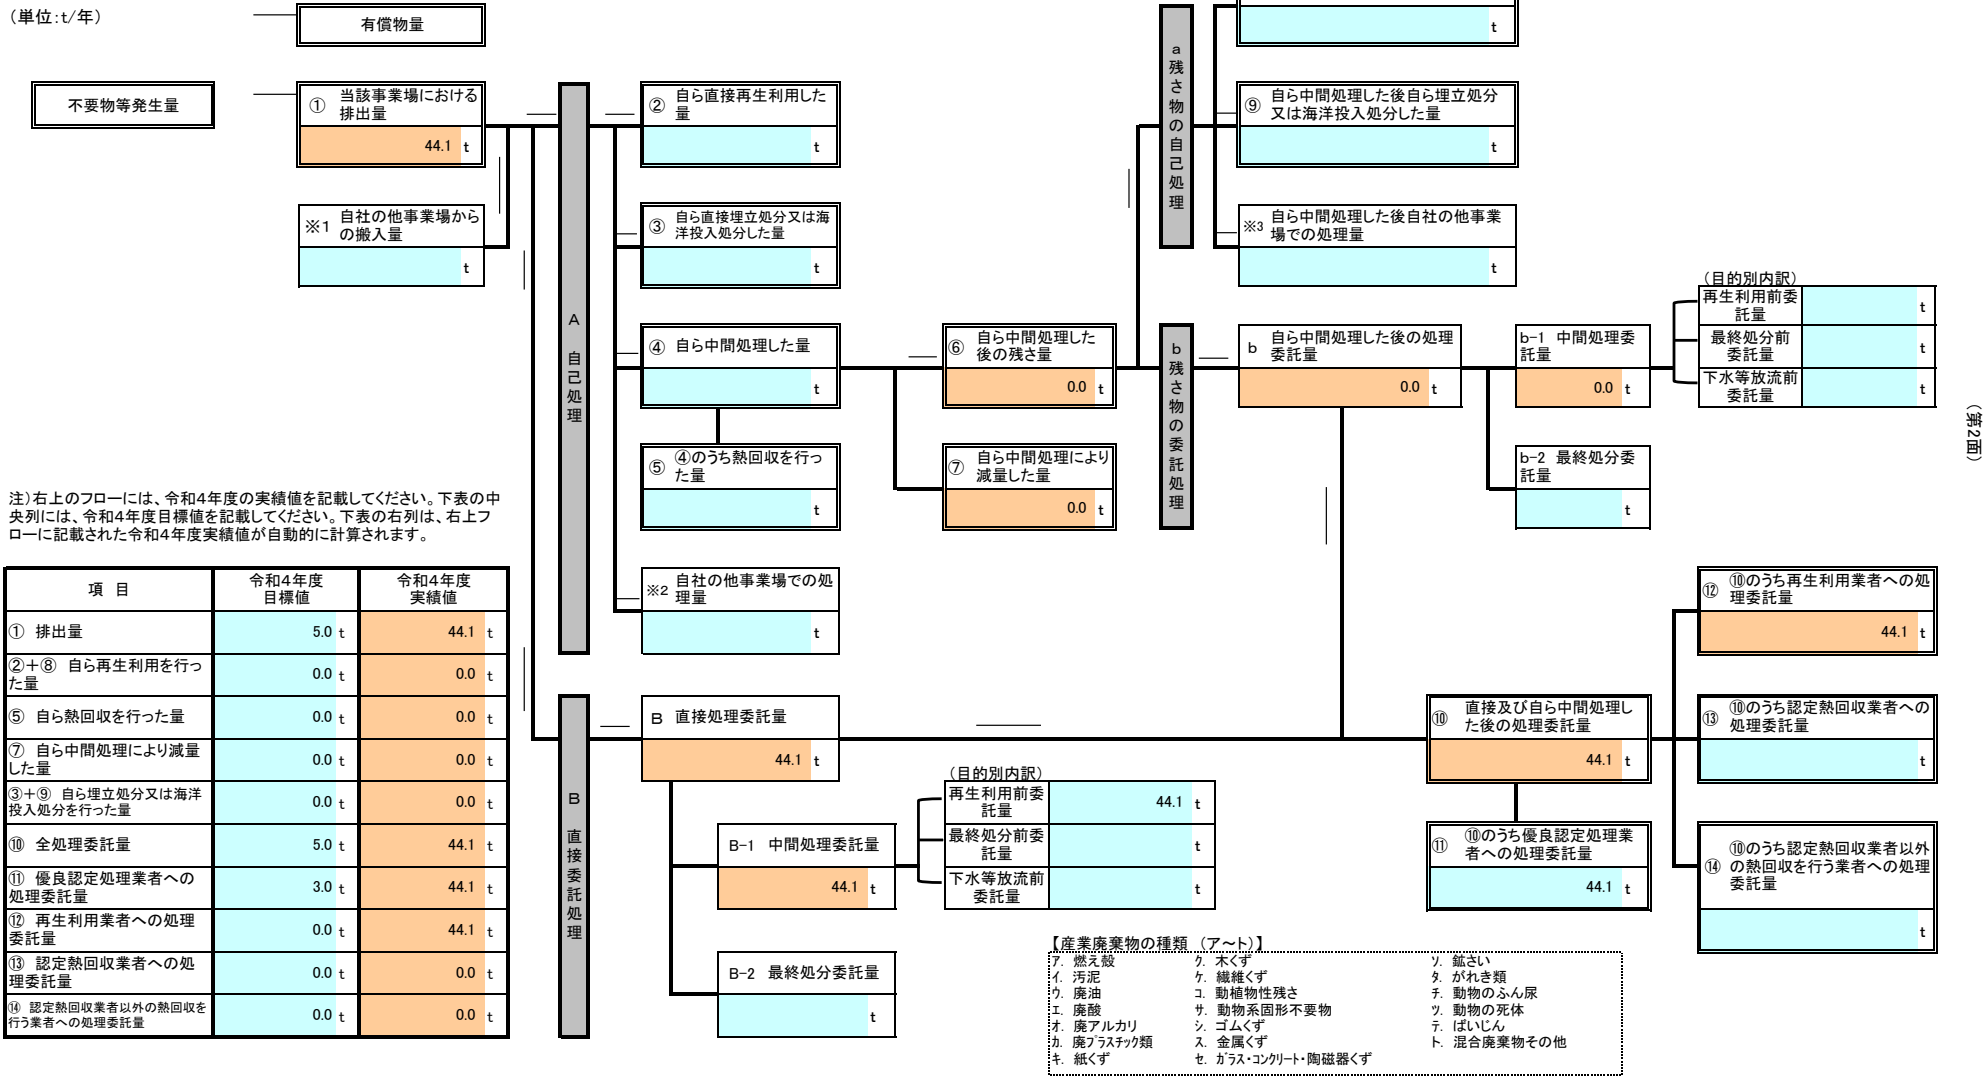 （単位：t/年）
有償物量
不要物等発生量
① 当該事業場における
排出量
44.1 t
※1 自社の他事業場から
の搬入量
t
A 自己処理
② 自ら直接再生利用した
量
t
③ 自ら直接埋立処分又は海
洋投入処分した量
t
④ 自ら中間処理した量
t
⑤ ④のうち熱回収を行っ
た量
t
※2 自社の他事業場での処
理量
t
⑥ 自ら中間処理した
後の残さ量
0.0 t
⑦ 自ら中間処理により
減量した量
0.0 t
a 残さ物の自己処理
t
⑨ 自ら中間処理した後自ら埋立処分
又は海洋投入処分した量
t
※3 自ら中間処理した後自社の他事業
場での処理量
t
b 残さ物の委託処理
b 自ら中間処理した後の処理
委託量
0.0 t
b-1 中間処理委
託量
0.0 t
b-2 最終処分委
託量
t
（目的別内訳）
再生利用前委
託量
t
最終処分前
委託量
t
下水等放流前
委託量
t
（第2面）
注）右上のフローには、令和４年度の実績値を記載してください。下表の中
央列には、令和４年度目標値を記載してください。下表の右列は、右上フ
ローに記載された令和４年度実績値が自動的に計算されます。
項 目
令和４年度
目標値
令和４年度
実績値
① 排出量 5.0 t 44.1 t
②＋⑧ 自ら再生利用を行っ
た量 0.0 t 0.0 t
⑤ 自ら熱回収を行った量 0.0 t 0.0 t
⑦ 自ら中間処理により減量
した量 0.0 t 0.0 t
③＋⑨ 自ら埋立処分又は海洋
投入処分を行った量 0.0 t 0.0 t
⑩ 全処理委託量 5.0 t 44.1 t
⑪ 優良認定処理業者への
処理委託量 3.0 t 44.1 t
⑫ 再生利用業者への処理
委託量 0.0 t 44.1 t
⑬ 認定熱回収業者への処
理委託量 0.0 t 0.0 t
⑭ 認定熱回収業者以外の熱回収を
行う業者への処理委託量 0.0 t 0.0 t
B 直接委託処理
B 直接処理委託量
44.1 t
B-1 中間処理委託量
44.1 t
B-2 最終処分委託量
t
（目的別内訳）
再生利用前委
託量
44.1 t
最終処分前委
託量
t
下水等放流前
委託量
t
⑩ 直接及び自ら中間処理し
た後の処理委託量
44.1 t
⑪ ⑩のうち優良認定処理業
者への処理委託量
44.1 t
⑫ ⑩のうち再生利用業者への処
理委託量
44.1 t
⑬ ⑩のうち認定熱回収業者への
処理委託量
t
⑭ ⑩のうち認定熱回収業者以外
の熱回収を行う業者への処理
委託量
t
【産業廃棄物の種類 （ア～ト）】
ア. 燃え殻
イ. 汚泥
ウ. 廃油
エ. 廃酸
オ. 廃アルカリ
カ. 廃プラスチック類
キ. 紙くず
ク. 木くず
ケ. 繊維くず
コ. 動植物性残さ
サ. 動物系固形不要物
シ. ゴムくず
ス. 金属くず
セ. ガラス・コンクリート・陶磁器くず
ソ. 鉱さい
タ. がれき類
チ. 動物のふん尿
ツ. 動物の死体
テ. ばいじん
ト. 混合廃棄物その他